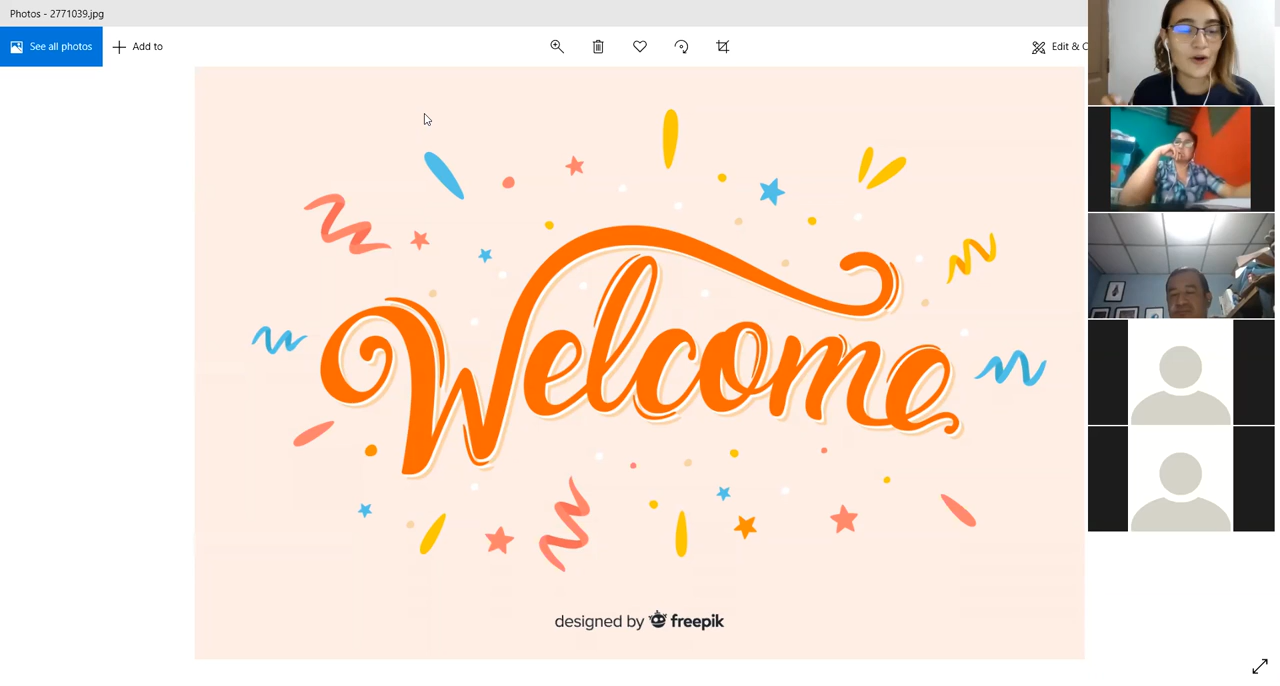 Photos - 2771039.jpg
See all photos
Add to
Edit & C
Welcome
designed by freepik